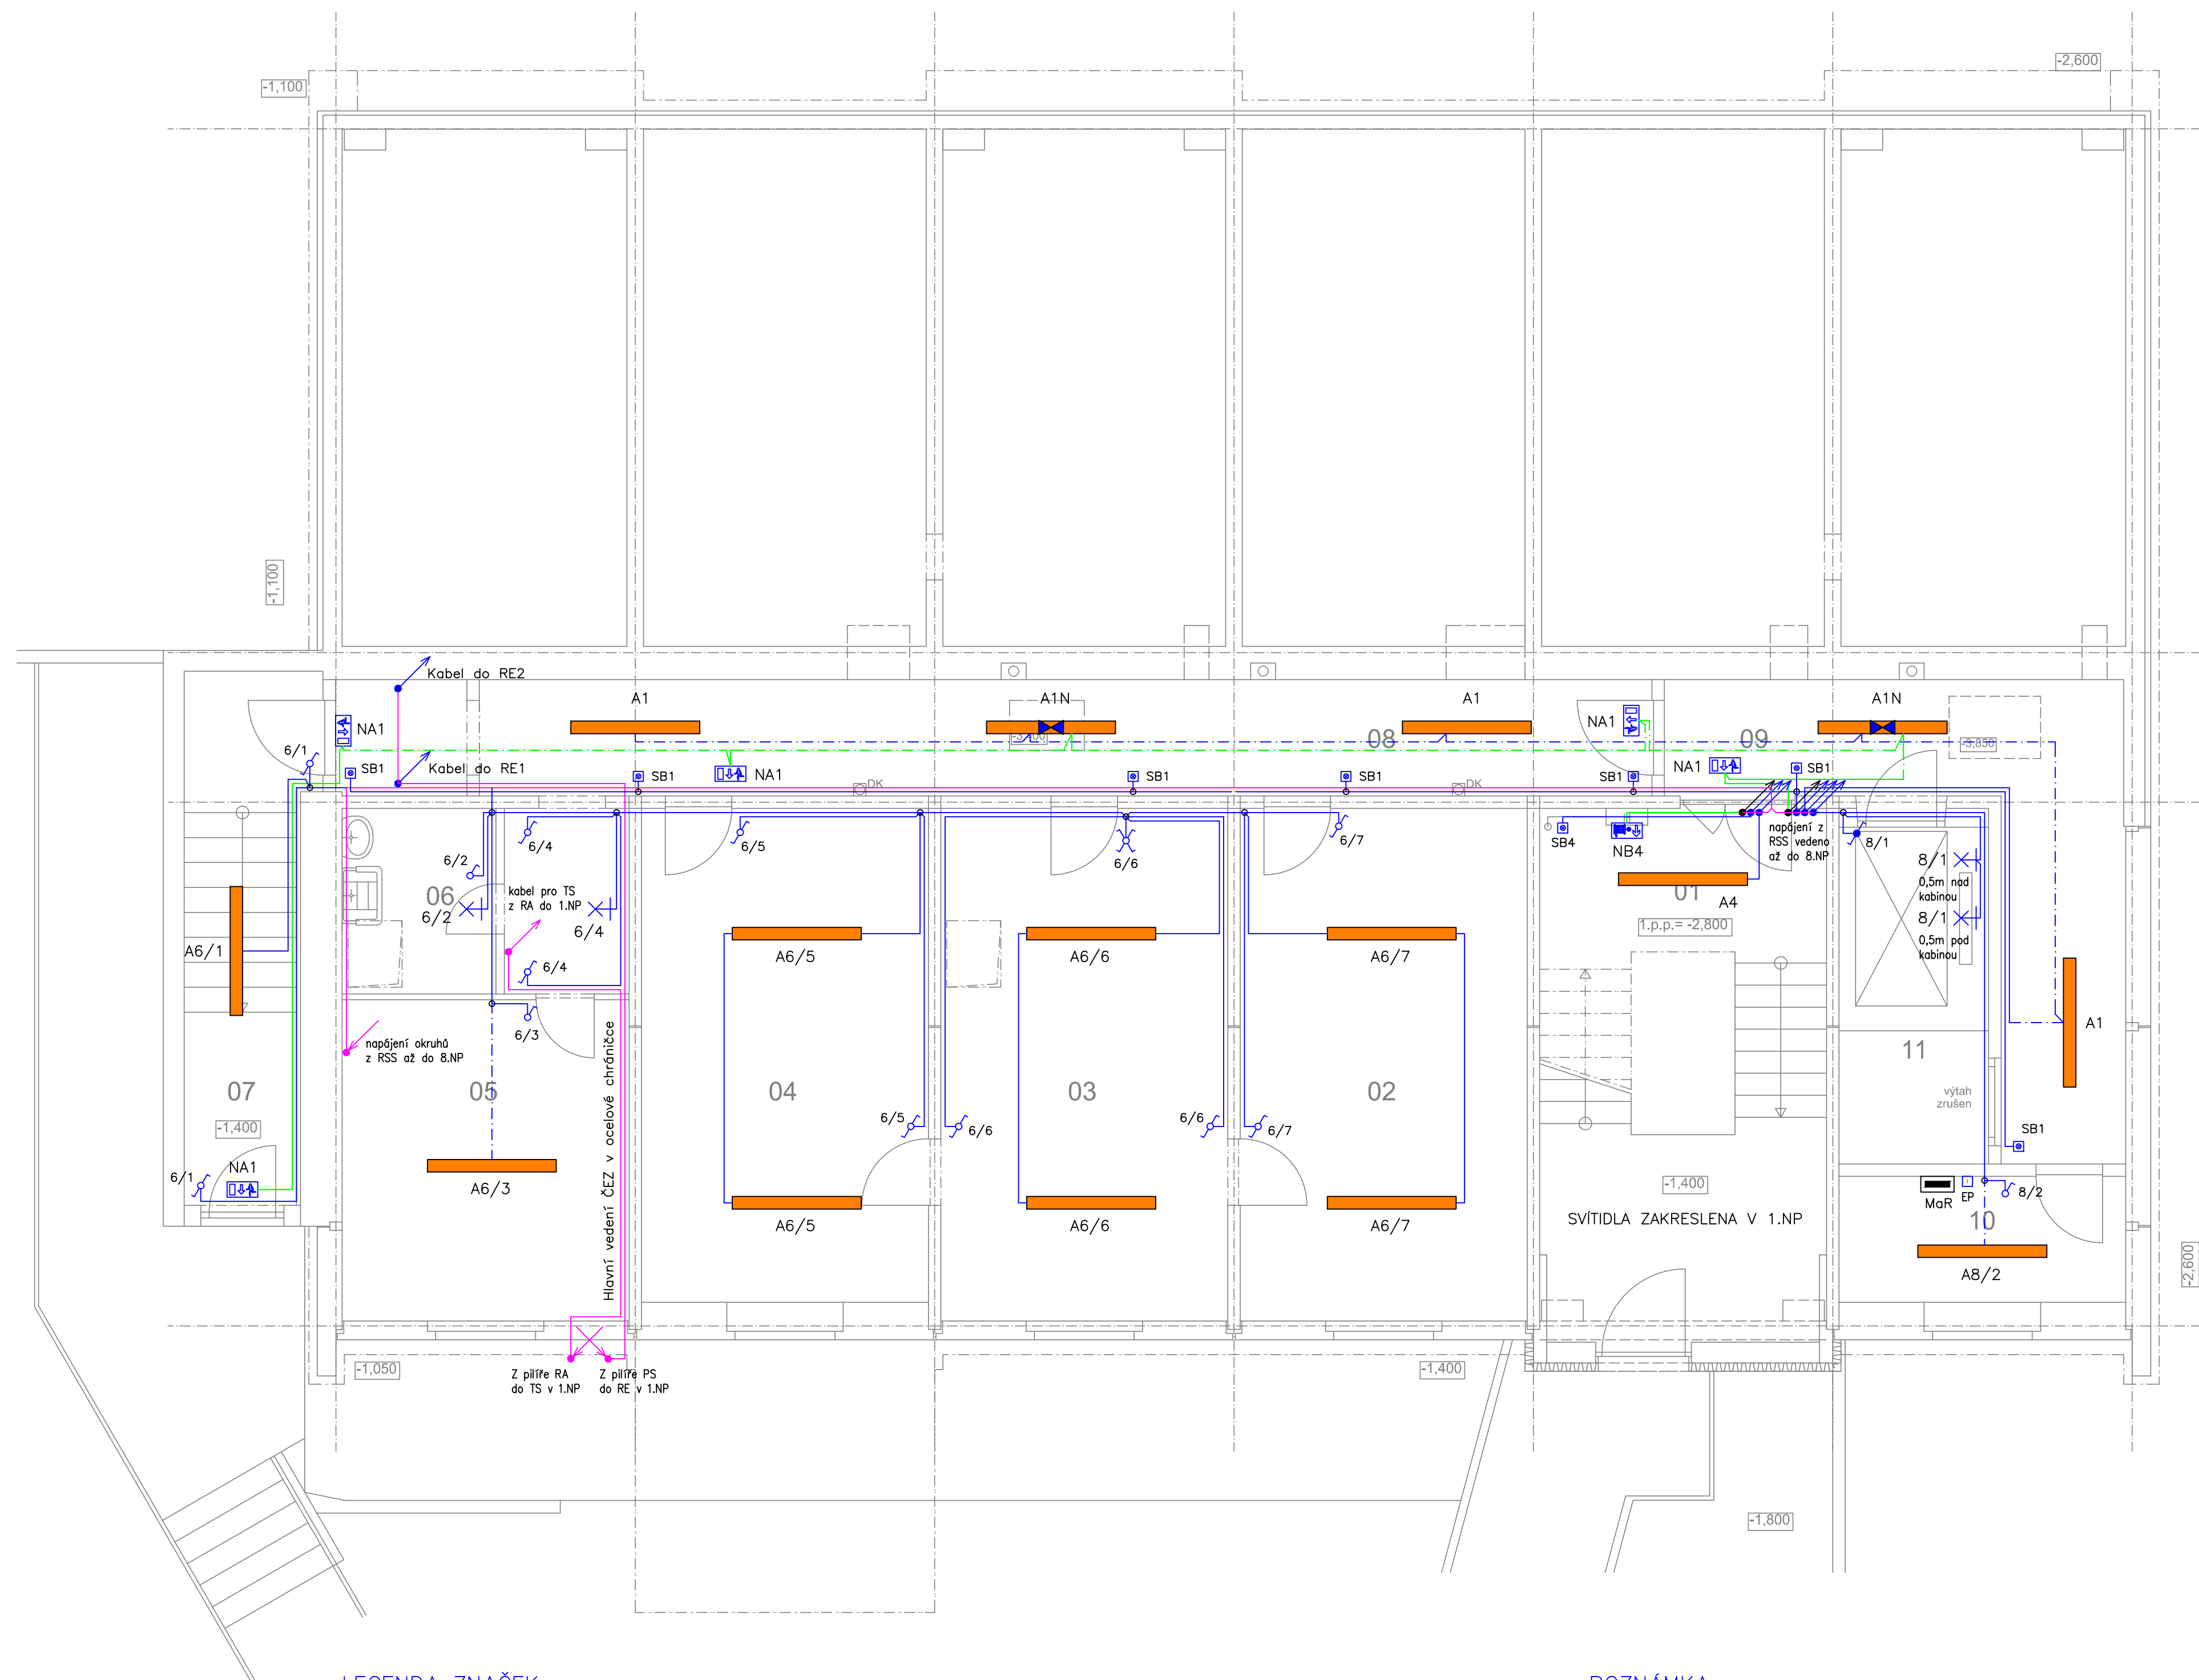 -1,100
-2,600
-1,100
Kabel do RE2
A1
A1N
A1
A1N
NA1
NA1
08
09
-3,850
6/1
SB1
Kabel do RE1
SB1
NA1
SB1
SB1
SB1
NA1
SB1
DK
DK
6/2
6/4
6/5
6/6
6/7
SB4
NB4
napájení z
RSS vedeno
až do 8.NP
8/1
06
6/2
kabel pro TS
z RA do 1.NP
6/4
01
A4
8/1
0,5m nad
kabinou
8/1
0,5m pod
kabinou
1.p.p.= -2,800
A6/1
A6/5
A6/6
A6/7
6/4
6/3
napájení okruhů
z RSS až do 8.NP
Hlavní vedení ČEZ v ocelové chráničce
A1
11
výtah
zrušen
07
05
04
03
02
-1,400
6/5
6/6
6/6
6/7
SB1
6/1
NA1
A6/3
-1,400
MaR
EP
8/2
10
A6/5
A6/6
A6/7
SVÍTIDLA ZAKRESLENA V 1.NP
A8/2
-2,600
-1,050
Z pilíře RA
do TS v 1.NP
Z pilíře PS
do RE v 1.NP
-1,400
-1,800
LEGENDA ZNAČEK
POZNÁMKA